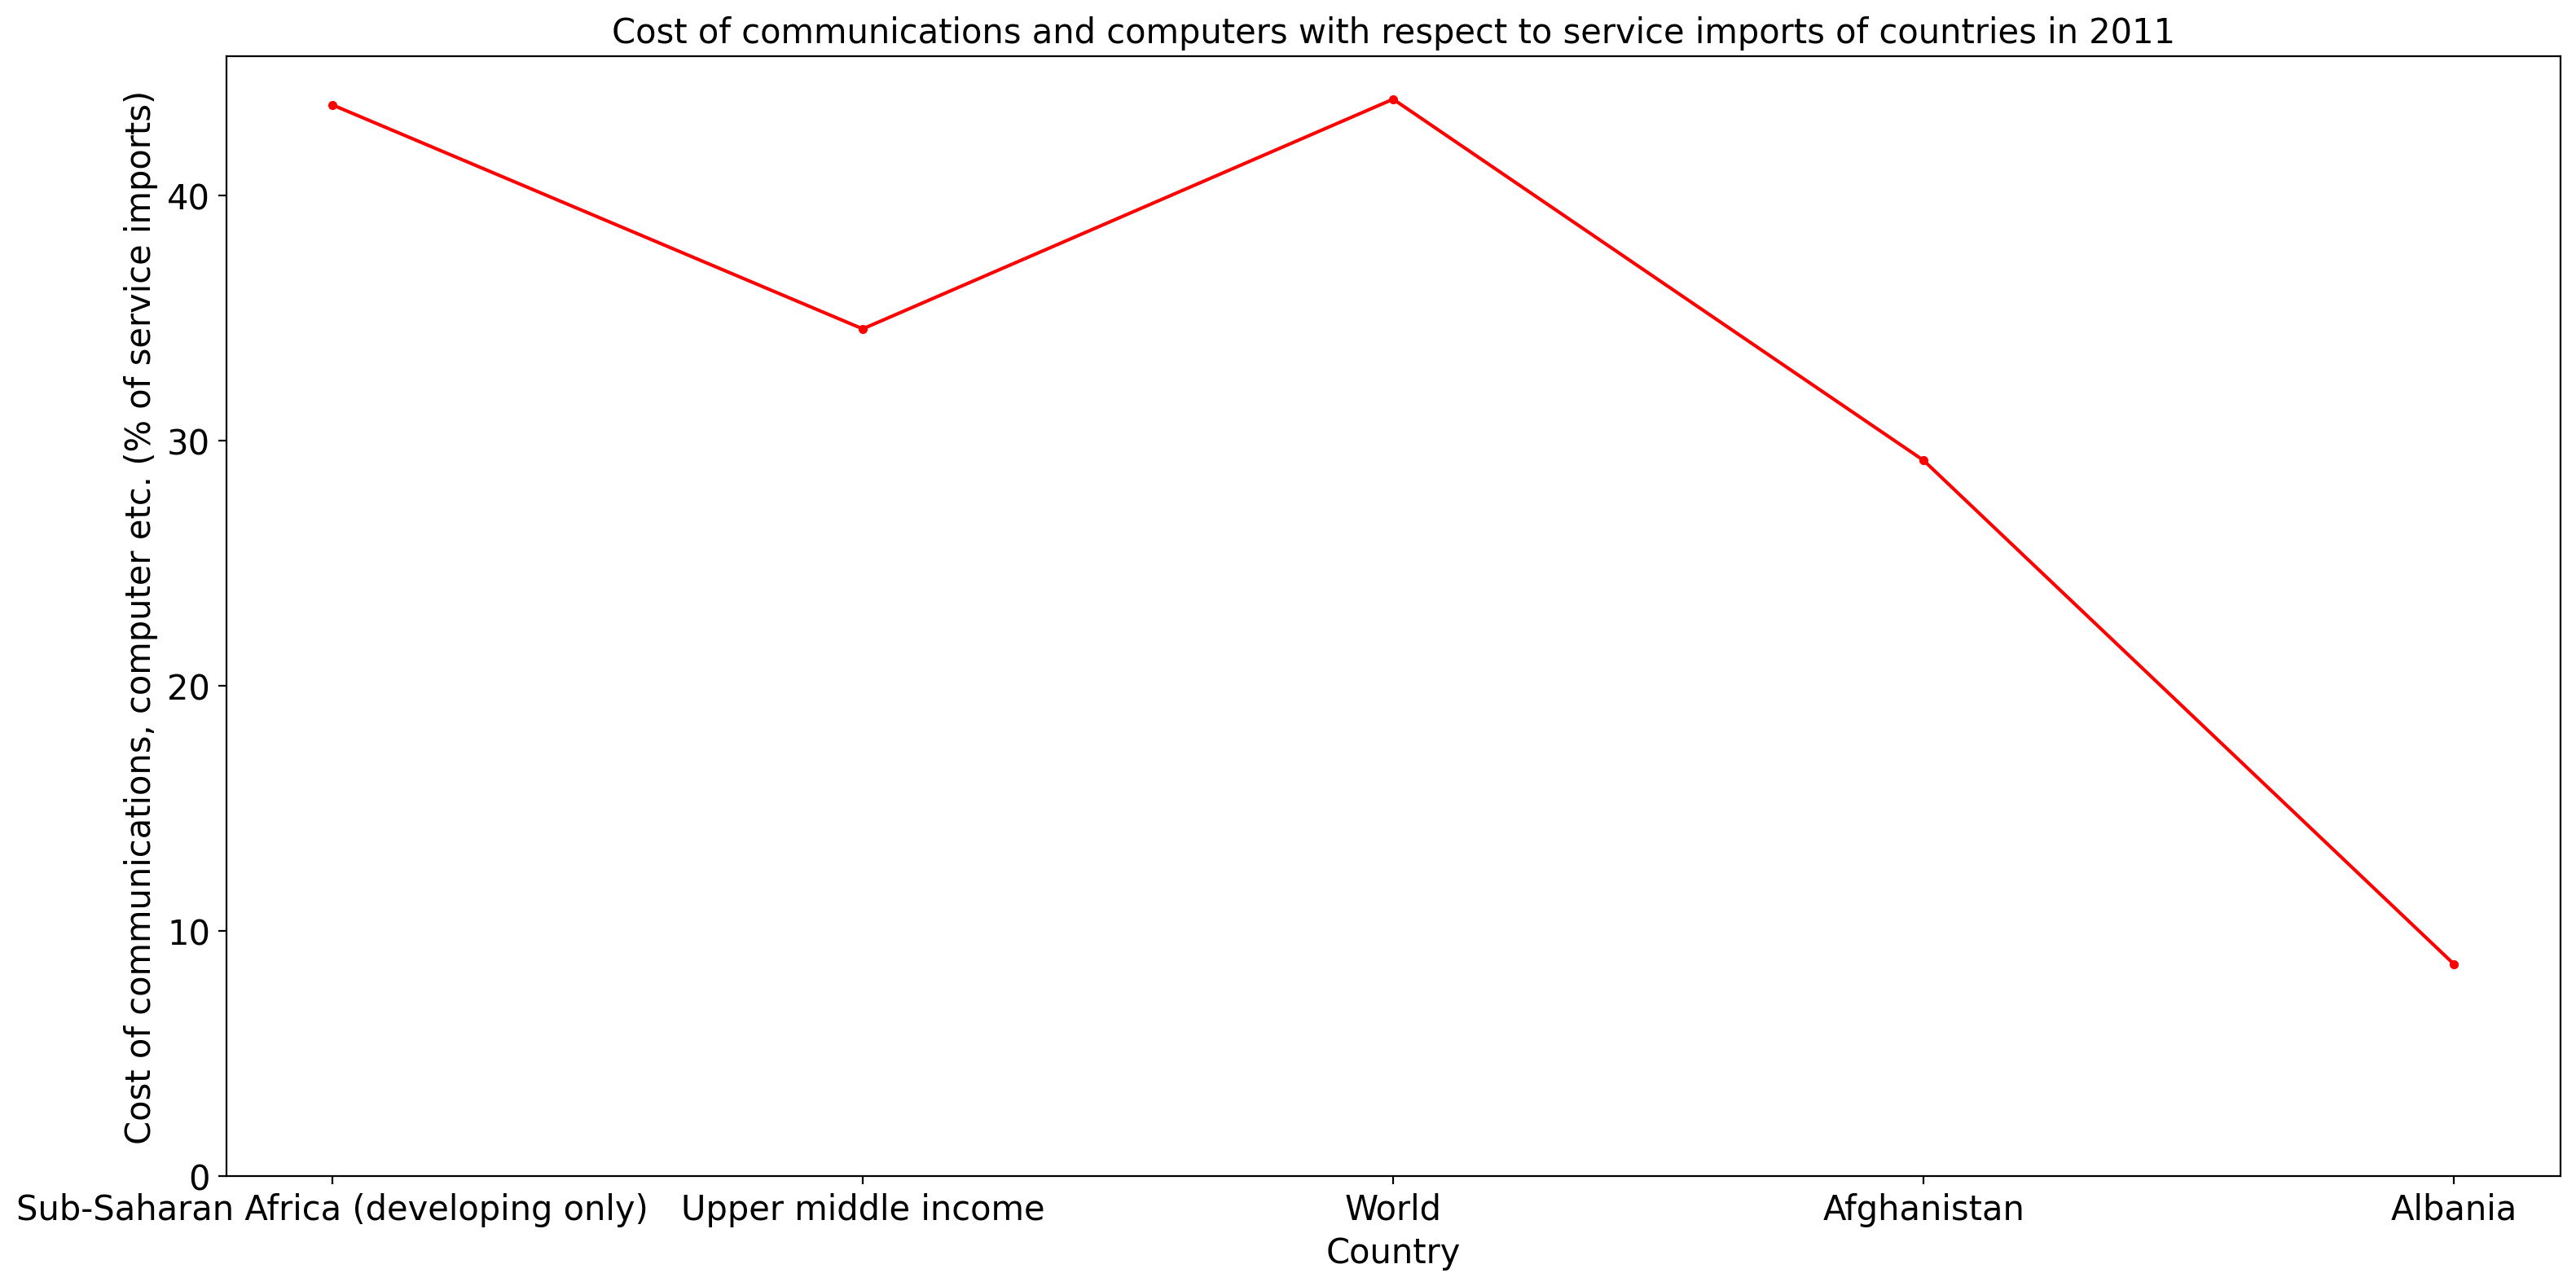 Cost of communications and computers with respect to service imports of countries in 2011
Cost of communications, computer etc. (% of service imports)
40
30
20
10
0
Sub-Saharan Africa (developing only)
Upper middle income
World
Afghanistan
Albania
Country